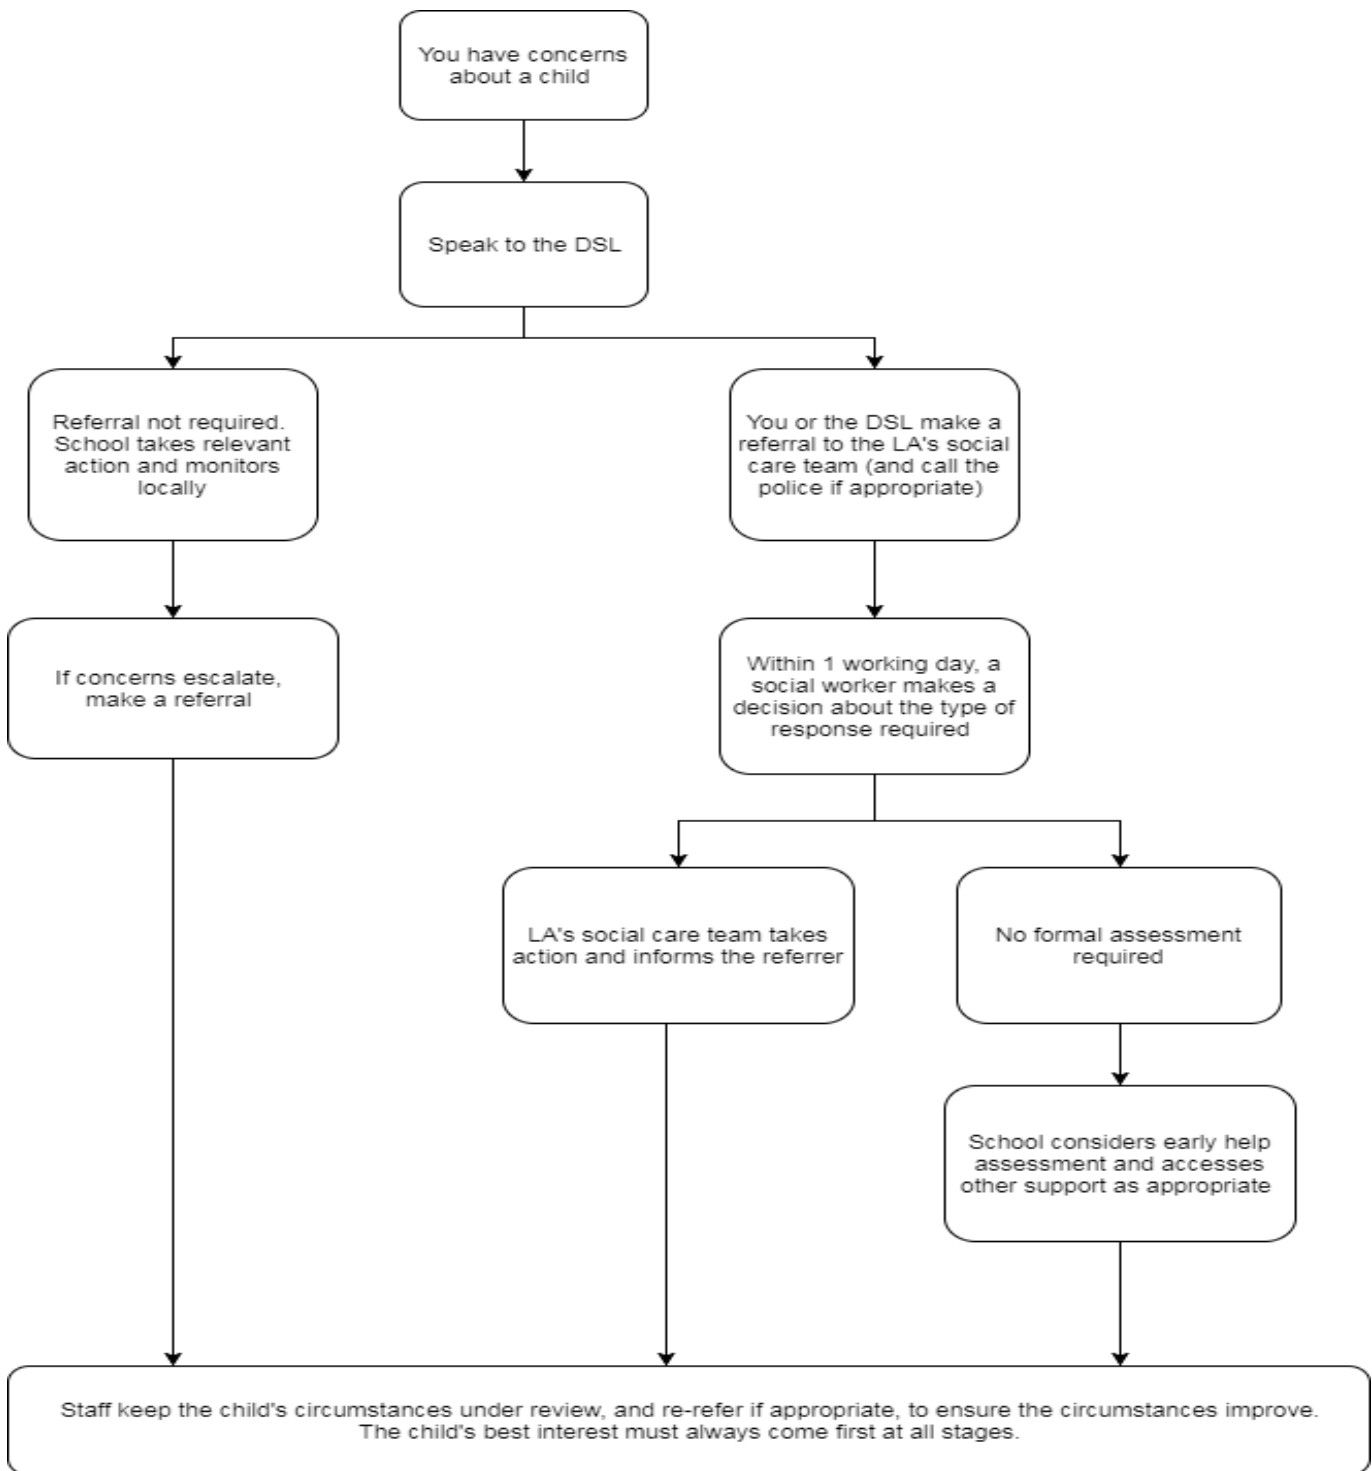 You have concerns
about a child
Speak to the DSL
Referral not required.
School takes relevant
action and monitors
locally
You or the DSL make a
referral to the LA's social
care team (and call the
police if appropriate)
If concerns escalate,
make a referral
Within 1 working day, a
social worker makes a
decision about the type of
response required
LA's social care team takes
action and informs the referrer
No formal assessment
required
School considers early help
assessment and accesses
other support as appropriate
Staff keep the child's circumstances under review, and re-refer if appropriate, to ensure the circumstances improve.
The child's best interest must always come first at all stages.